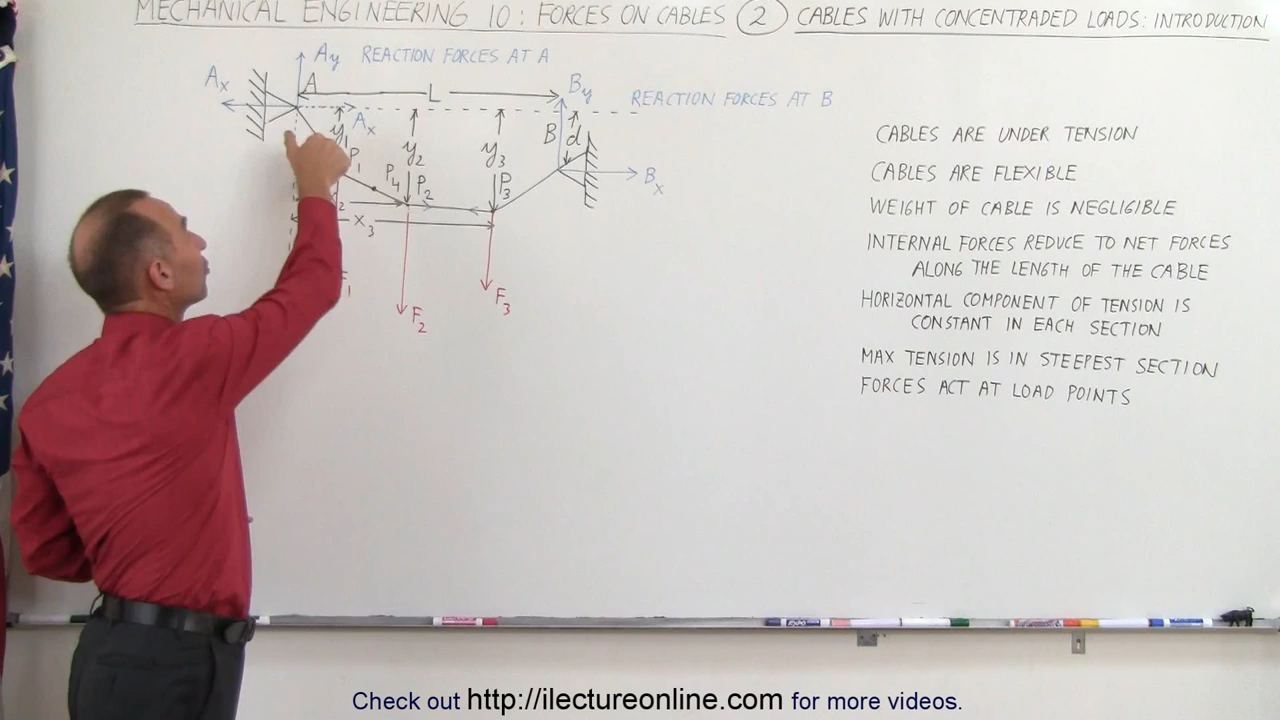 MECHANICAL ENGINEERING 10: FORCES ON CABLES 2 CABLES WITH CONCENTRADED LOADS: INTRODUCTION
Ay REACTION FORCES AT A
Ax A L By REACTION FORCES AT B
Ax B d
y1 y2 y3
P1 P4 P2 P3 Bx
x2
x3
F1 F2 F3
CABLES ARE UNDER TENSION
CABLES ARE FLEXIBLE
WEIGHT OF CABLE IS NEGLIGIBLE
INTERNAL FORCES REDUCE TO NET FORCES
ALONG THE LENGTH OF THE CABLE
HORIZONTAL COMPONENT OF TENSION IS
CONSTANT IN EACH SECTION
MAX TENSION IS IN STEEPEST SECTION
FORCES ACT AT LOAD POINTS
Check out http://ilectureonline.com for more videos.